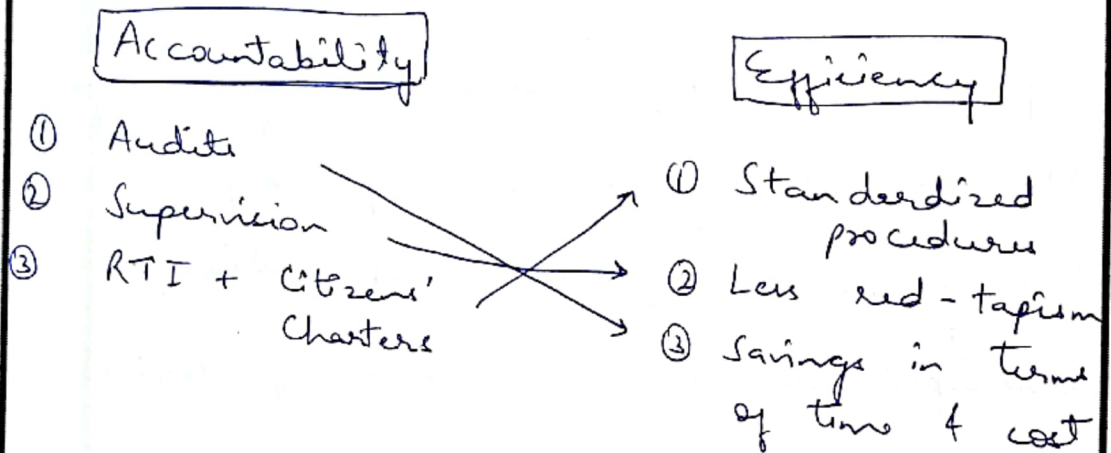 Accountability
Efficiency
① Audits
② Supervision
③ RTI + Citizens'
Charters
① Standardized
procedures
② Less red-tapism
③ Savings in terms
of time & cost